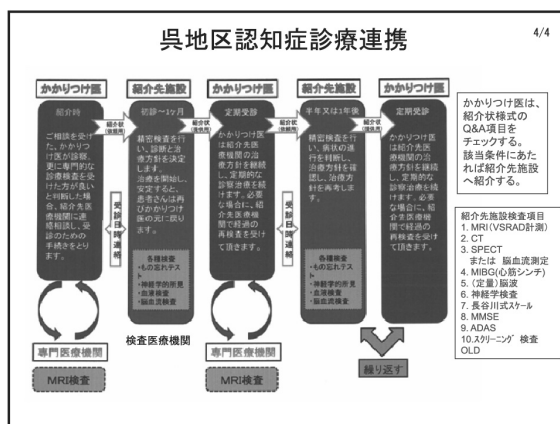 呉地区認知症診療連携
4/4
かかりつけ医
紹介先施設
かかりつけ医
紹介先施設
かかりつけ医
紹介時
ご相談を受け
た、かかりつ
け医が診察、
更に専門的な
診療検査を受
けた方が良い
と判断した場
合、紹介先医
療機関に連
絡相談し、受
診のための
手続きをとり
ます。
紹介状
初診~1ヶ月
精密検査を行
い、診断と治
療方針を決定
します。
治療を開始し、
安定すると、
患者さんは再
びかかりつけ
医の元に戻り
ます。
各種検査
・もの忘れテスト
・神経学的所見
・血液検査
・脳血流検査
検査医療機関
紹介状
定期受診
かかりつけ医
は紹介先医
療機関の治
療方針を継続
し、定期的な
診察治療を続
けます。必要
な場合に、紹
介先医療機
関で経過の
再検査を受け
て頂きます。
紹介状
半年又は1年後
精密検査を行
い、病状の進
行を判断し、
治療方針を確
認し、治療方
針を再考しま
す。
各種検査
・もの忘れテスト
・神経学的所見
・血液検査
・脳血流検査
紹介状
定期受診
かかりつけ医
は紹介先医
療機関の治
療方針を継続
し、定期的な
診察治療を続
けます。必要
な場合に、紹
介先医療機
関で経過の
再検査を受け
て頂きます。
受診日時連絡
受診日時連絡
専門医療機関
MRI検査
専門医療機関
MRI検査
繰り返す
かかりつけ医は、
紹介状様式の
Q&A項目を
チェックする。
該当条件にあた
れば紹介先施設
へ紹介する。
紹介先施設検査項目
1. MRI(VSRAD計測)
2. CT
3. SPECT
または 脳血流測定
4. MIBG(心筋シンチ)
5. (定量)脳波
6. 神経学検査
7. 長谷川式スケール
8. MMSE
9. ADAS
10.スクリーニング 検査
OLD